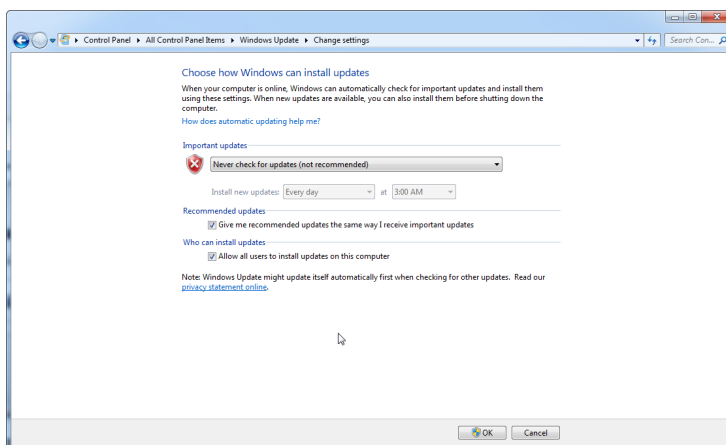 Control Panel ▸ All Control Panel Items ▸ Windows Update ▸ Change settings
Search Con...
Choose how Windows can install updates
When your computer is online, Windows can automatically check for important updates and install them
using these settings. When new updates are available, you can also install them before shutting down the
computer.
How does automatic updating help me?
Important updates
Never check for updates (not recommended)
Install new updates: Every day at 3:00 AM
Recommended updates
Give me recommended updates the same way I receive important updates
Who can install updates
Allow all users to install updates on this computer
Note: Windows Update might update itself automatically first when checking for other updates. Read our
privacy statement online.
OK Cancel